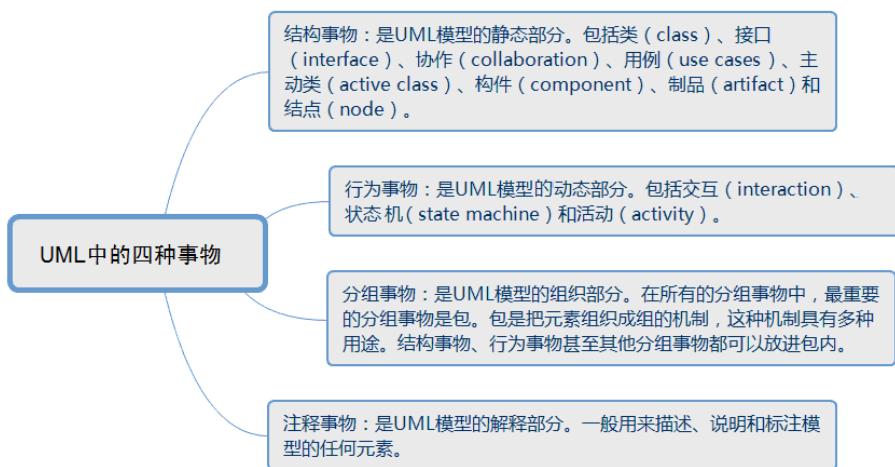 结构事物：是UML模型的静态部分。包括类（class）、接口
（interface）、协作（collaboration）、用例（use cases）、主
动类（active class）、构件（component）、制品（artifact）和
结点（node）。
行为事物：是UML模型的动态部分。包括交互（interaction）、
状态机（state machine）和活动（activity）。
UML中的四种事物
分组事物：是UML模型的组织部分。在所有的分组事物中，最重要
的分组事物是包。包是把元素组织成组的机制，这种机制具有多种
用途。结构事物、行为事物甚至其他分组事物都可以放进包内。
注释事物：是UML模型的解释部分。一般用来描述、说明和标注模
型的任何元素。